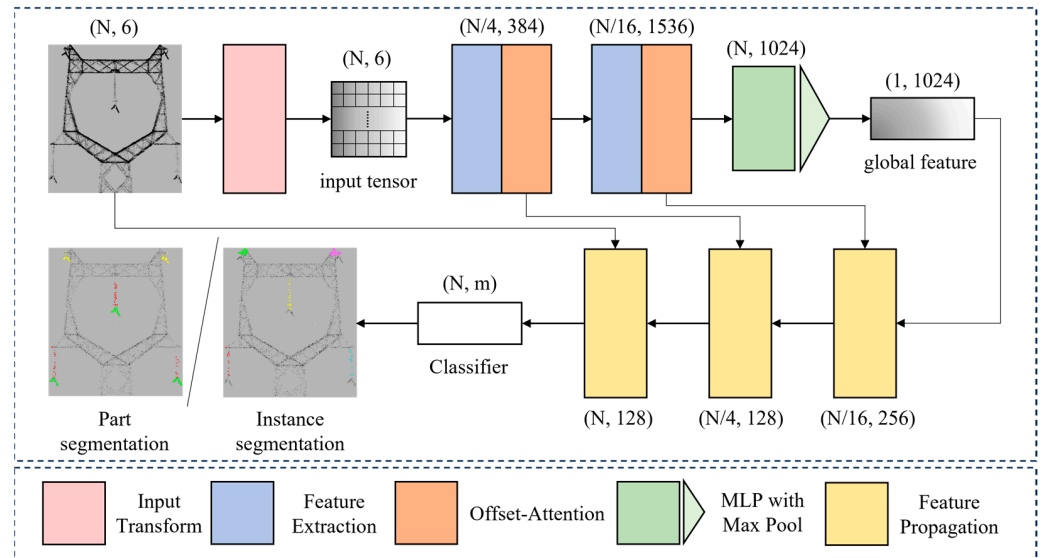 (N, 6)
(N, 6)
input tensor
(N/4, 384)
(N/16, 1536)
(N, 1024)
(1, 1024)
global feature
(N, m)
Classifier
(N, 128)
(N/4, 128)
(N/16, 256)
Part
segmentation
Instance
segmentation
Input
Transform
Feature
Extraction
Offset-Attention
MLP with
Max Pool
Feature
Propagation